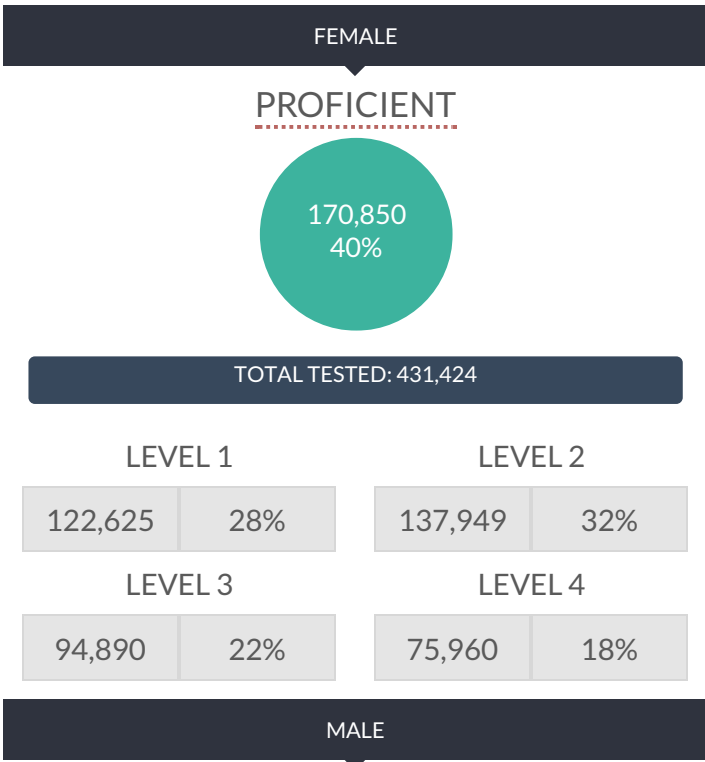 FEMALE
PROFICIENT
170,850
40%
TOTAL TESTED: 431,424
LEVEL 1
122,625 28%
LEVEL 2
137,949 32%
LEVEL 3
94,890 22%
LEVEL 4
75,960 18%
MALE